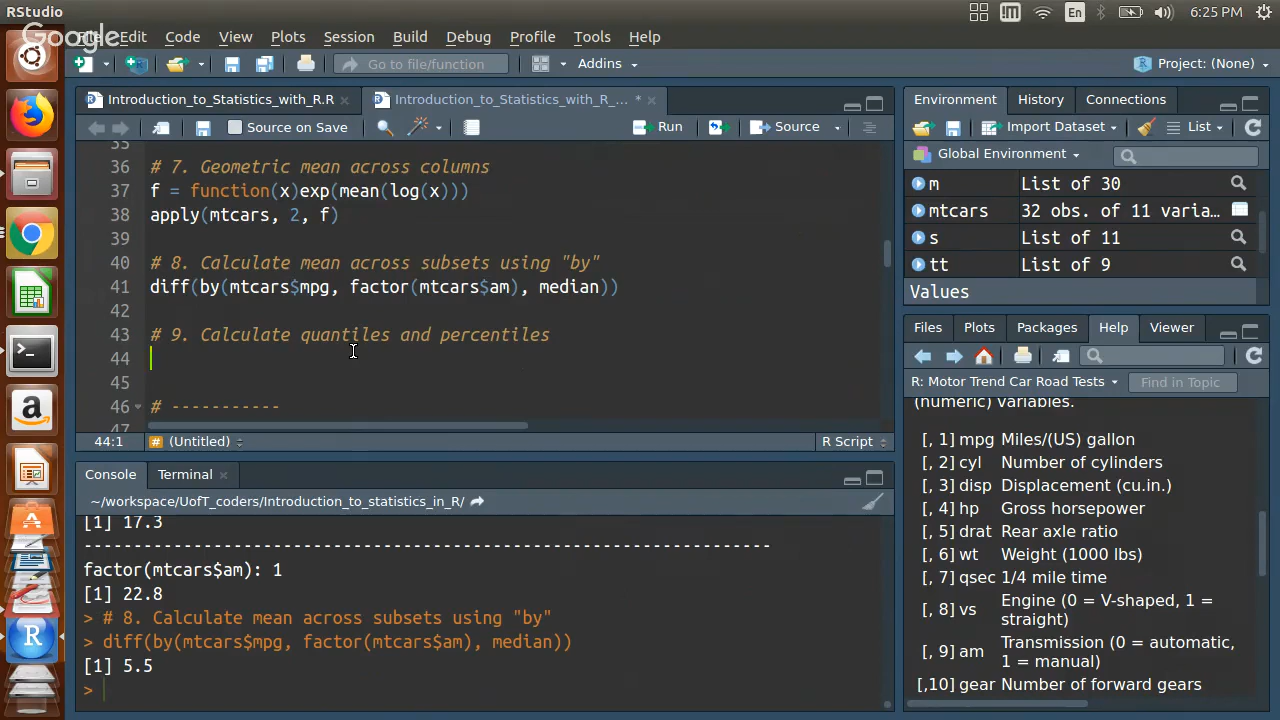 RStudio
En
6:25 PM
Google
File Edit Code View Plots Session Build Debug Profile Tools Help
Go to file/function
Addins
Project: (None)
Introduction_to_Statistics_with_R.R
Introduction_to_Statistics_with_R_... *
Source on Save
Run
Source
35
36 # 7. Geometric mean across columns
37 f = function(x)exp(mean(log(x)))
38 apply(mtcars, 2, f)
39
40 # 8. Calculate mean across subsets using "by"
41 diff(by(mtcars$mpg, factor(mtcars$am), median))
42
43 # 9. Calculate quantiles and percentiles
44
45
46 # -----------
47
44:1
(Untitled)
R Script
Console
Terminal
~/workspace/UofT_coders/Introduction_to_statistics_in_R/
[1] 17.3
---------------------------------------------------------------------
factor(mtcars$am): 1
[1] 22.8
> # 8. Calculate mean across subsets using "by"
> diff(by(mtcars$mpg, factor(mtcars$am), median))
[1] 5.5
>
Environment History Connections
Import Dataset
List
Global Environment
m List of 30
mtcars 32 obs. of 11 varia...
s List of 11
tt List of 9
Values
Files Plots Packages Help Viewer
R: Motor Trend Car Road Tests
Find in Topic
(numeric) variables.
[, 1] mpg Miles/(US) gallon
[, 2] cyl Number of cylinders
[, 3] disp Displacement (cu.in.)
[, 4] hp Gross horsepower
[, 5] drat Rear axle ratio
[, 6] wt Weight (1000 lbs)
[, 7] qsec 1/4 mile time
[, 8] vs Engine (0 = V-shaped, 1 =
straight)
[, 9] am Transmission (0 = automatic,
1 = manual)
[,10] gear Number of forward gears